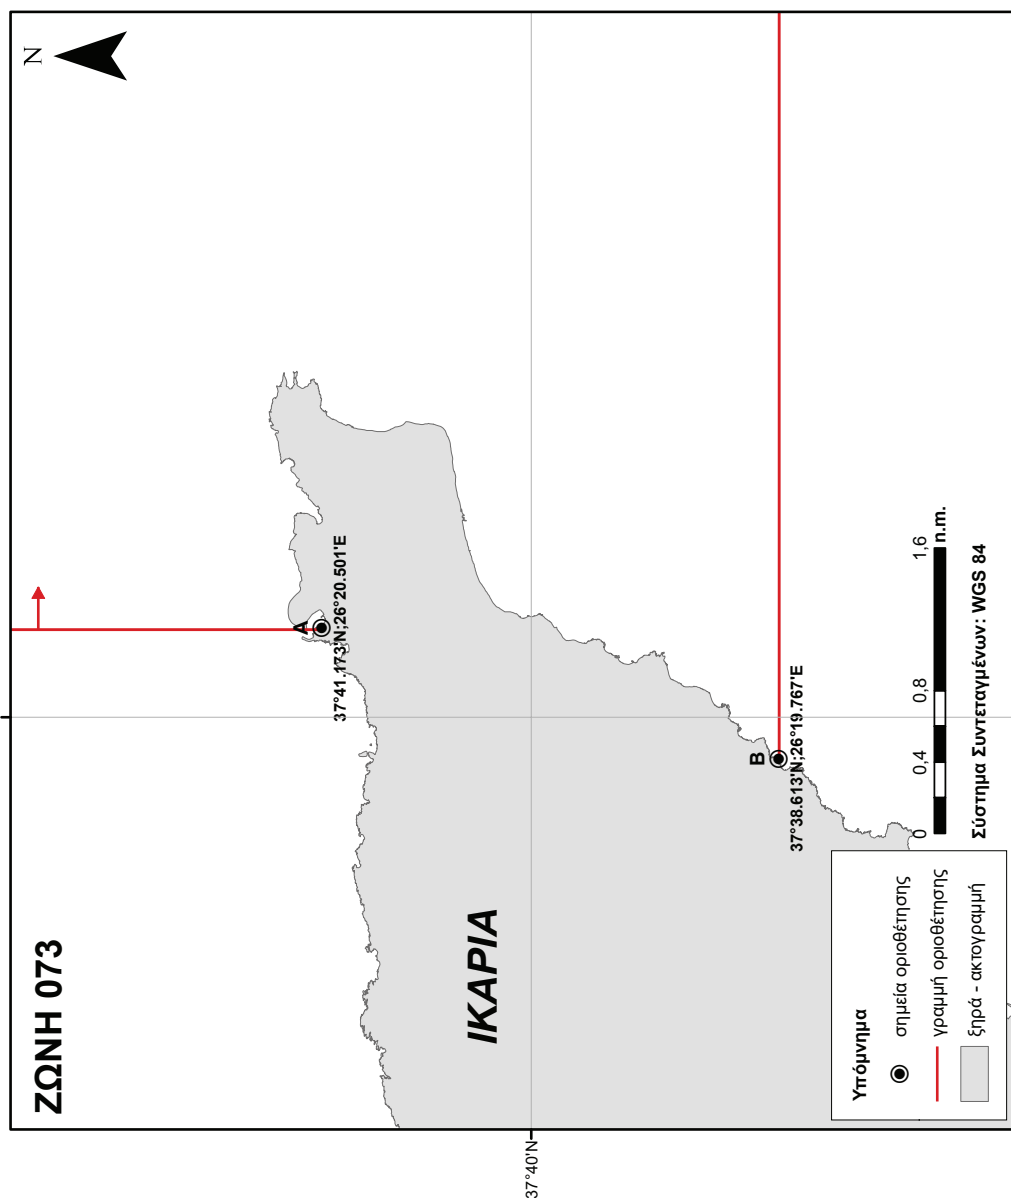 ΖΩΝΗ 073
N
A
37°41.173'N;26°20.501'E
ΙΚΑΡΙΑ
37°40'N
B
37°38.613'N;26°19.767'E
Υπόμνημα
σημεία οριοθέτησης
γραμμή οριοθέτησης
ξηρά - ακτογραμμή
0 0,4 0,8 1,6
n.m.
Σύστημα Συντεταγμένων: WGS 84